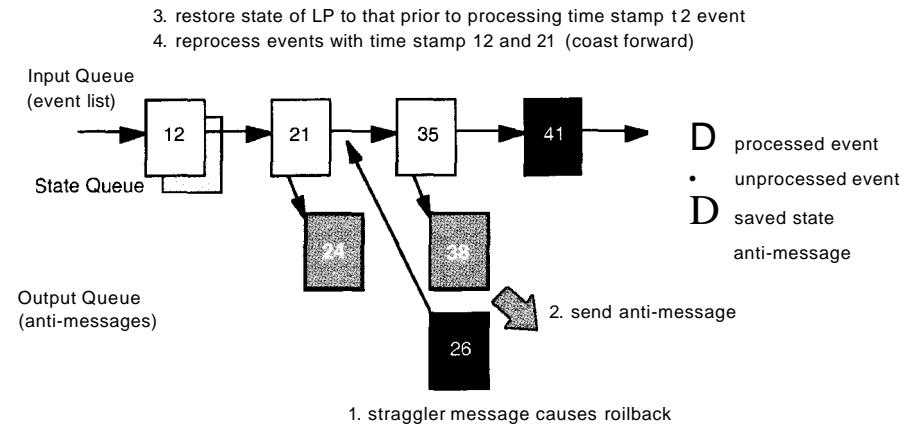 3. restore state of LP to that prior to processing time stamp t2 event
4. reprocess events with time stamp 12 and 21 (coast forward)
Input Queue
(event list)
12
21
35
41
State Queue
D processed event
• unprocessed event
D saved state
anti-message
24
38
Output Queue
(anti-messages)
2. send anti-message
26
1. straggler message causes roilback